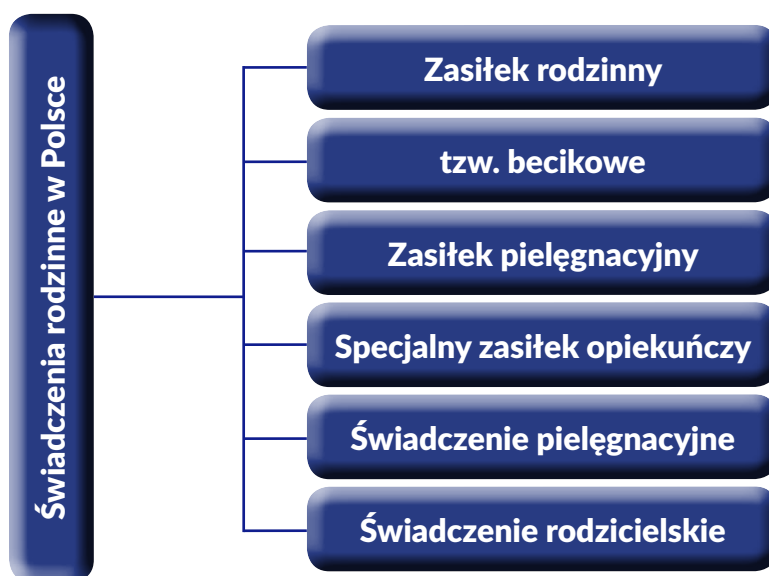 Świadczenia rodzinne w Polsce
Zasiłek rodzinny
tzw. becikowe
Zasiłek pielęgnacyjny
Specjalny zasiłek opiekuńczy
Świadczenie pielęgnacyjne
Świadczenie rodzicielskie